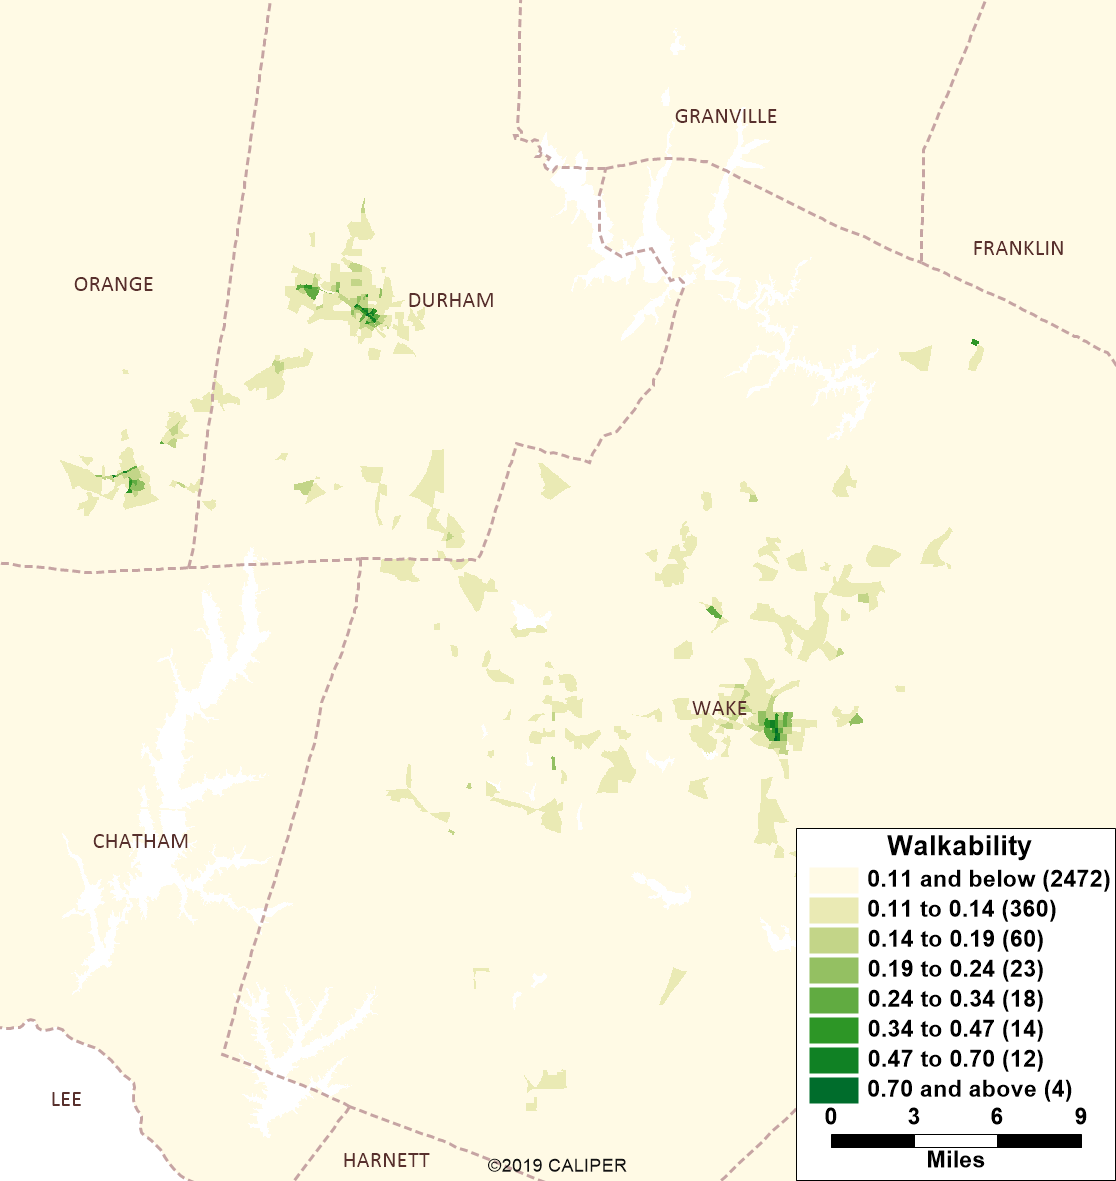 GRANVILLE
FRANKLIN
ORANGE
DURHAM
WAKE
CHATHAM
LEE
HARNETT
©2019 CALIPER
Walkability
0.11 and below (2472)
0.11 to 0.14 (360)
0.14 to 0.19 (60)
0.19 to 0.24 (23)
0.24 to 0.34 (18)
0.34 to 0.47 (14)
0.47 to 0.70 (12)
0.70 and above (4)
0 3 6 9
Miles